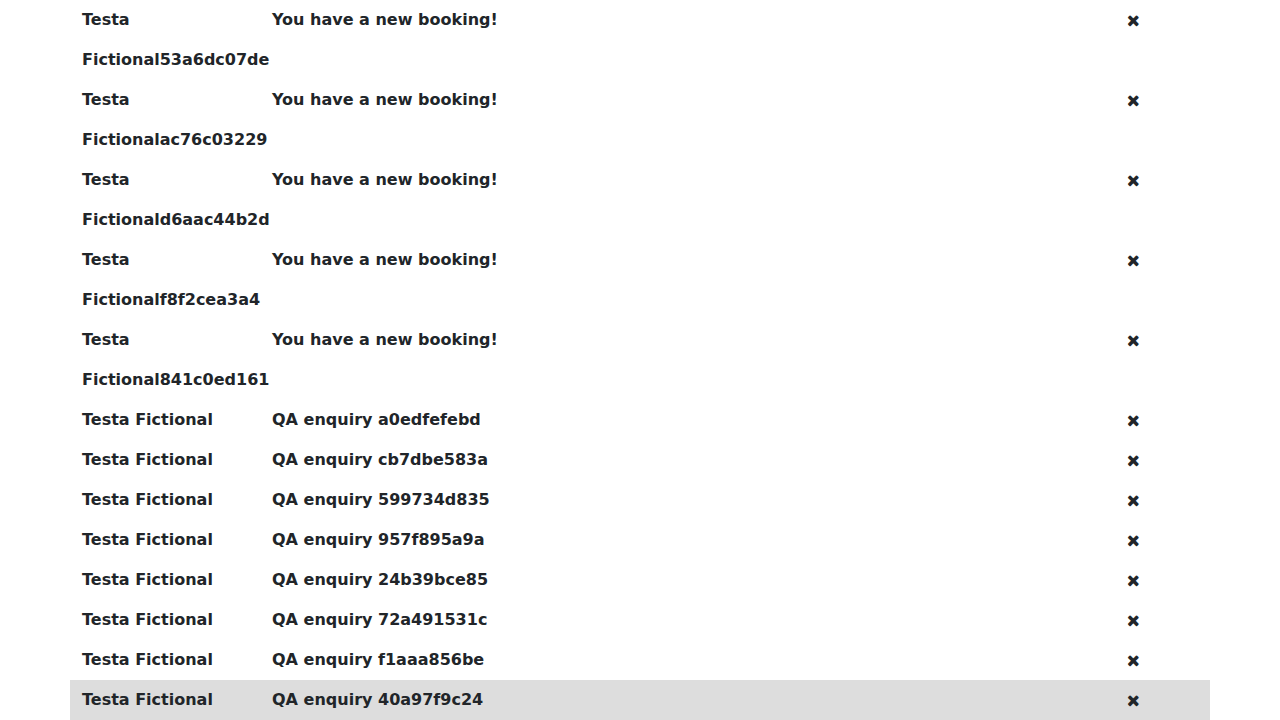 Testa You have a new booking! ✖
Fictional53a6dc07de
Testa You have a new booking! ✖
Fictionalac76c03229
Testa You have a new booking! ✖
Fictionald6aac44b2d
Testa You have a new booking! ✖
Fictionalf8f2cea3a4
Testa You have a new booking! ✖
Fictional841c0ed161
Testa Fictional QA enquiry a0edfefebd ✖
Testa Fictional QA enquiry cb7dbe583a ✖
Testa Fictional QA enquiry 599734d835 ✖
Testa Fictional QA enquiry 957f895a9a ✖
Testa Fictional QA enquiry 24b39bce85 ✖
Testa Fictional QA enquiry 72a491531c ✖
Testa Fictional QA enquiry f1aaa856be ✖
Testa Fictional QA enquiry 40a97f9c24 ✖